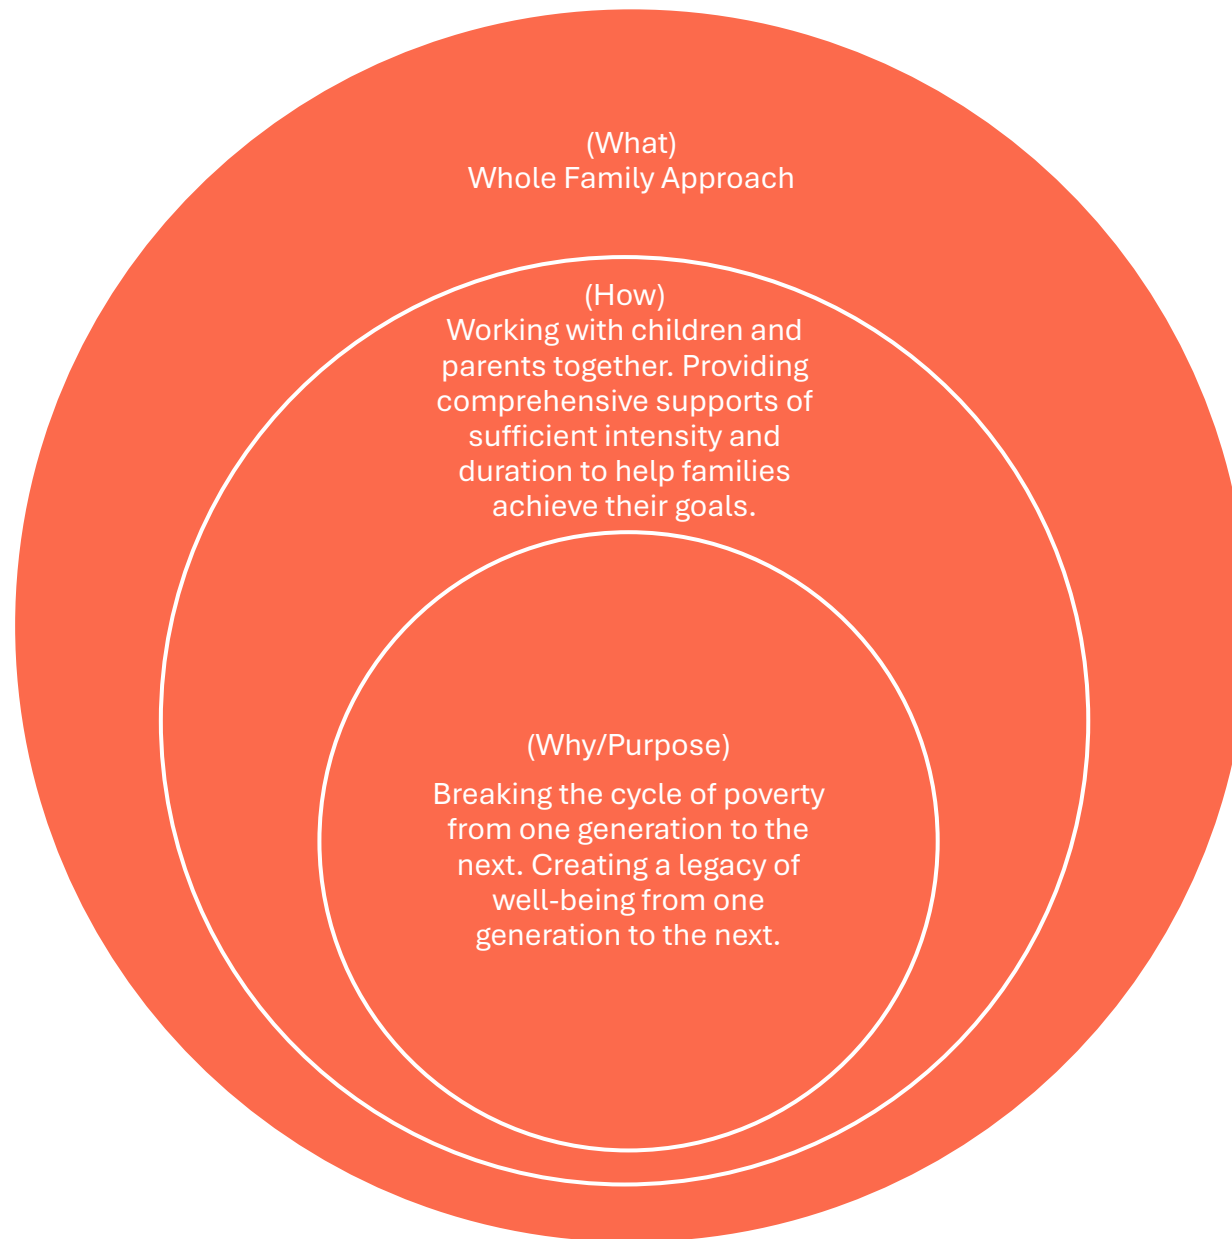 (What)
Whole Family Approach
(How)
Working with children and
parents together. Providing
comprehensive supports of
sufficient intensity and
duration to help families
achieve their goals.
(Why/Purpose)
Breaking the cycle of poverty
from one generation to the
next. Creating a legacy of
well-being from one
generation to the next.